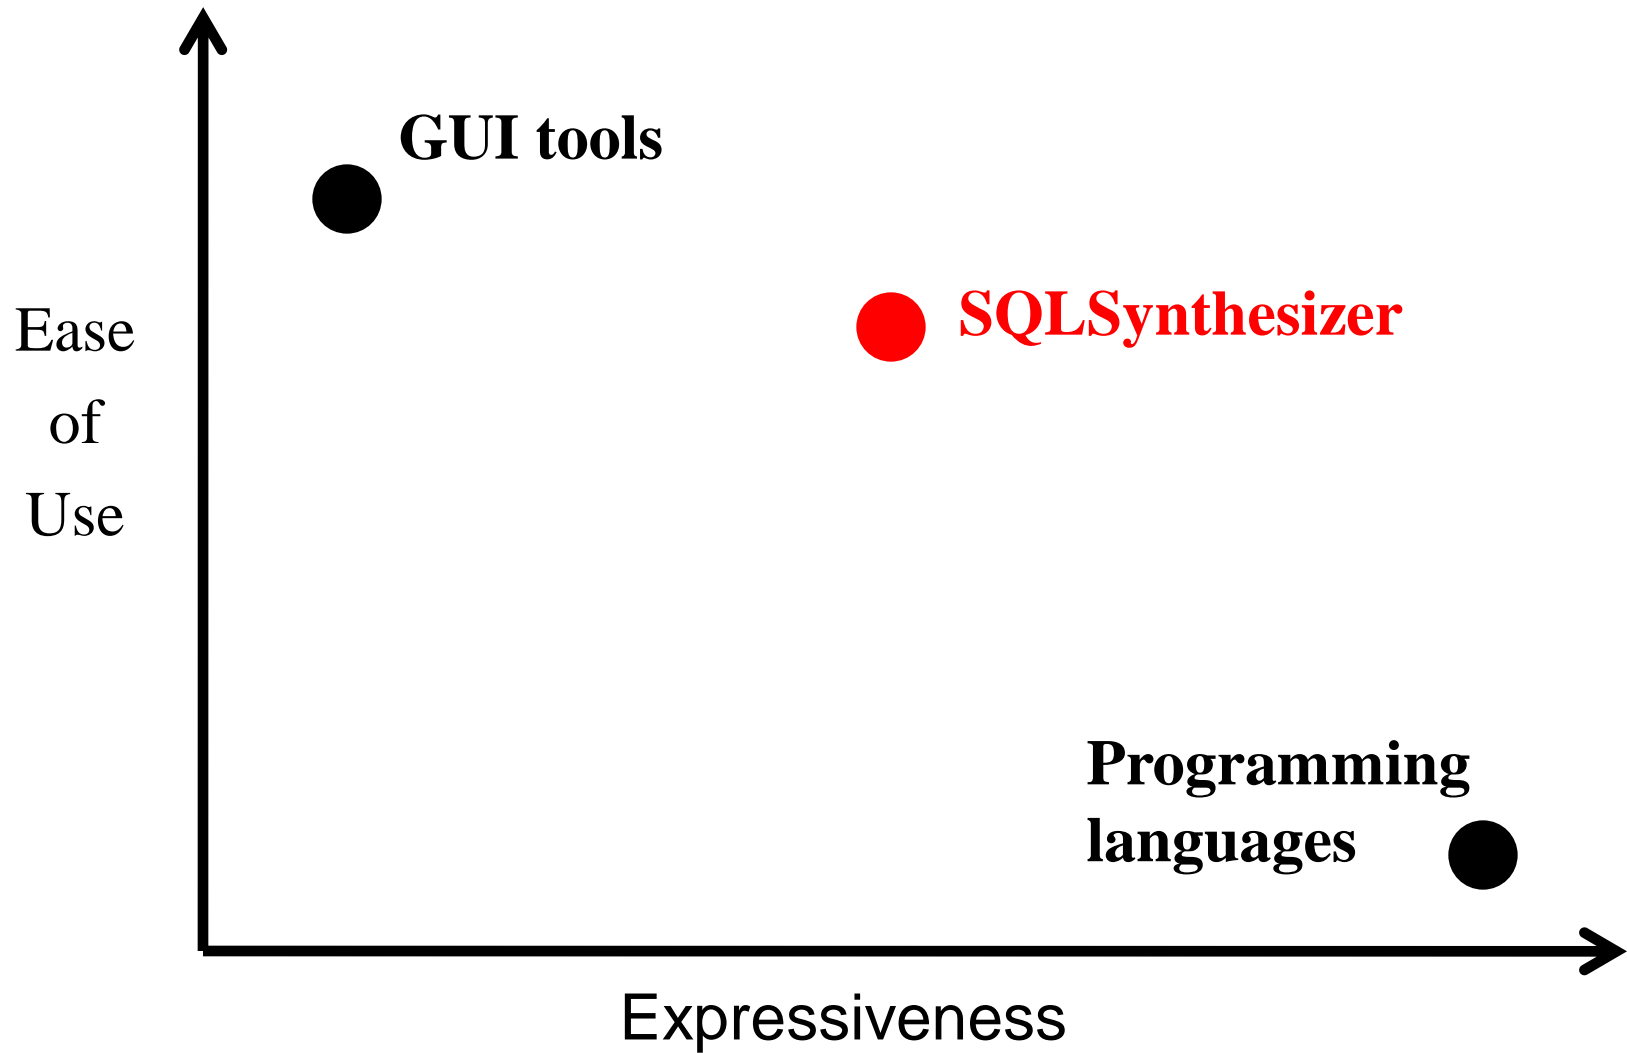 GUI tools
SQLSynthesizer
Ease
of
Use
Programming
languages
Expressiveness